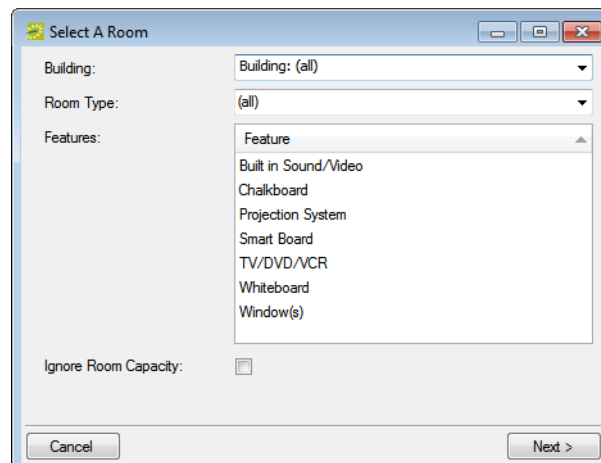 Select A Room
Building: Building: (all)
Room Type: (all)
Features: Feature
Built in Sound/Video
Chalkboard
Projection System
Smart Board
TV/DVD/VCR
Whiteboard
Window(s)
Ignore Room Capacity:
Cancel Next >